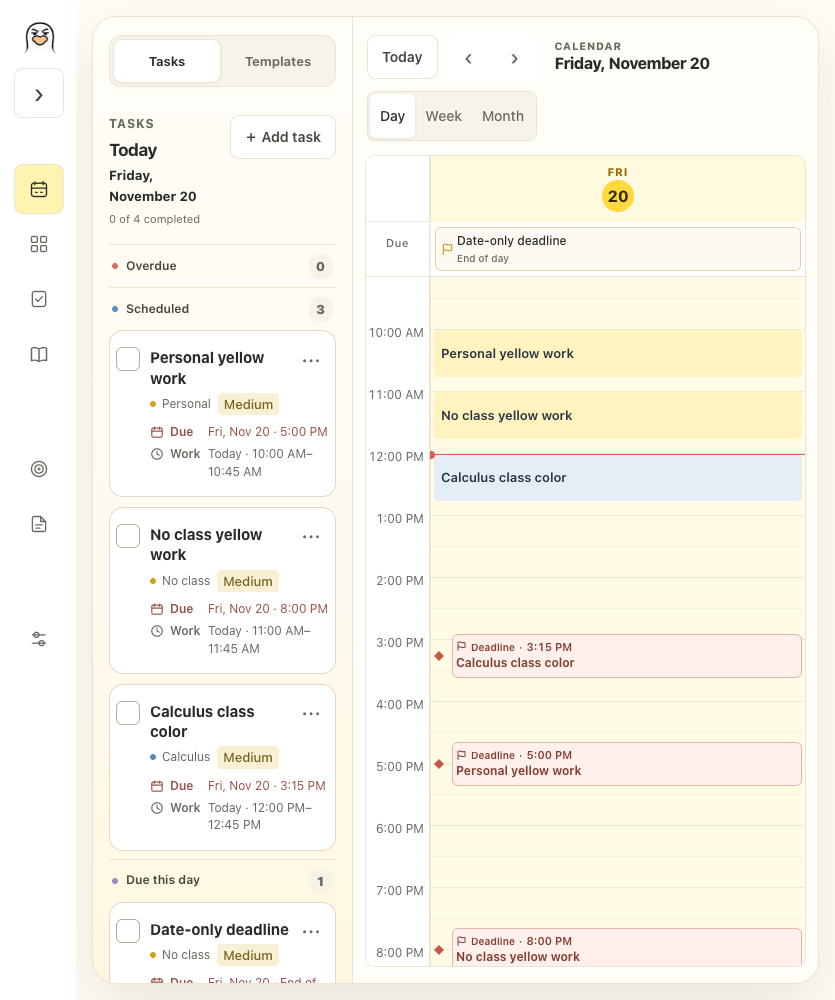 Tasks
Templates
TASKS
Today
Friday,
November 20
0 of 4 completed
+ Add task
Overdue
0
Scheduled
3
Personal yellow
work
Personal
Medium
Due
Fri, Nov 20 · 5:00 PM
Work
Today · 10:00 AM–
10:45 AM
No class yellow
work
No class
Medium
Due
Fri, Nov 20 · 8:00 PM
Work
Today · 11:00 AM–
11:45 AM
Calculus class
color
Calculus
Medium
Due
Fri, Nov 20 · 3:15 PM
Work
Today · 12:00 PM–
12:45 PM
Due this day
1
Date-only deadline
No class
Medium
Due
Fri, Nov 20 · End of
Today
CALENDAR
Friday, November 20
Day
Week
Month
FRI
20
Due
Date-only deadline
End of day
10:00 AM
Personal yellow work
11:00 AM
No class yellow work
12:00 PM
Calculus class color
1:00 PM
2:00 PM
3:00 PM
Deadline · 3:15 PM
Calculus class color
4:00 PM
Deadline · 5:00 PM
5:00 PM
Personal yellow work
6:00 PM
7:00 PM
Deadline · 8:00 PM
8:00 PM
No class yellow work